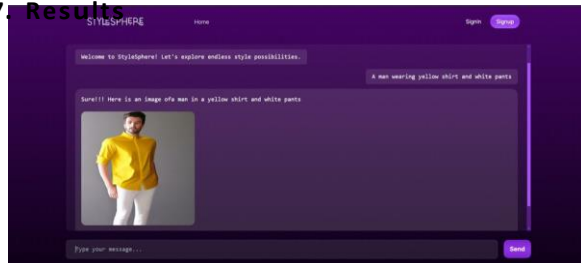 7. Results
STYLESPHERE
Home
SignIn
Signup
Welcome to StyleSphere! Let's explore endless style possibilities.
A man wearing yellow shirt and white pants
Sure!!! Here is an image ofa man in a yellow shirt and white pants
Type your message...
Send